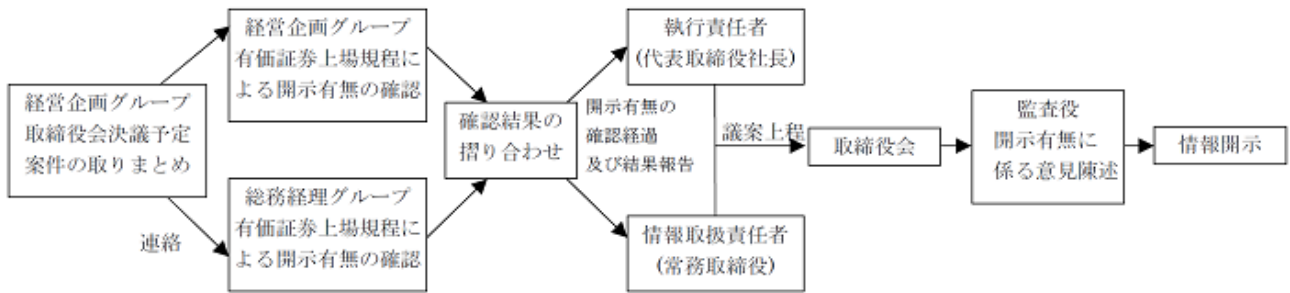 経営企画グループ
取締役会決議予定
案件の取りまとめ
連絡
経営企画グループ
有価証券上場規程に
よる開示有無の確認
総務経理グループ
有価証券上場規程に
よる開示有無の確認
確認結果の
摺り合わせ
開示有無の
確認経過
及び結果報告
執行責任者
(代表取締役社長)
情報取扱責任者
(常務取締役)
議案上程
取締役会
監査役
開示有無に
係る意見陳述
情報開示